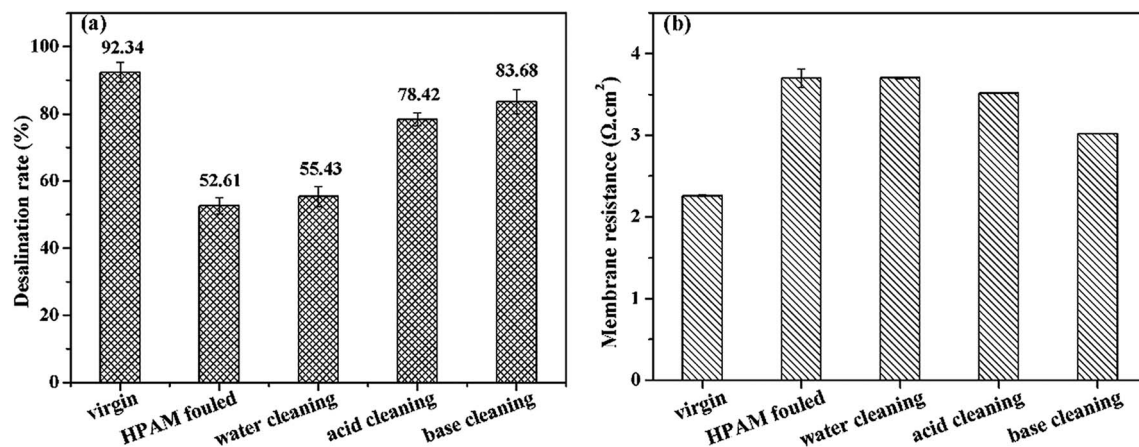 (a)
92.34
52.61
55.43
78.42
83.68
100
80
60
40
20
0
Desalination rate (%)
virgin
HPAM fouled
water cleaning
acid cleaning
base cleaning
(b)
4
3
2
1
0
Membrane resistance (Ω.cm²)
virgin
HPAM fouled
water cleaning
acid cleaning
base cleaning